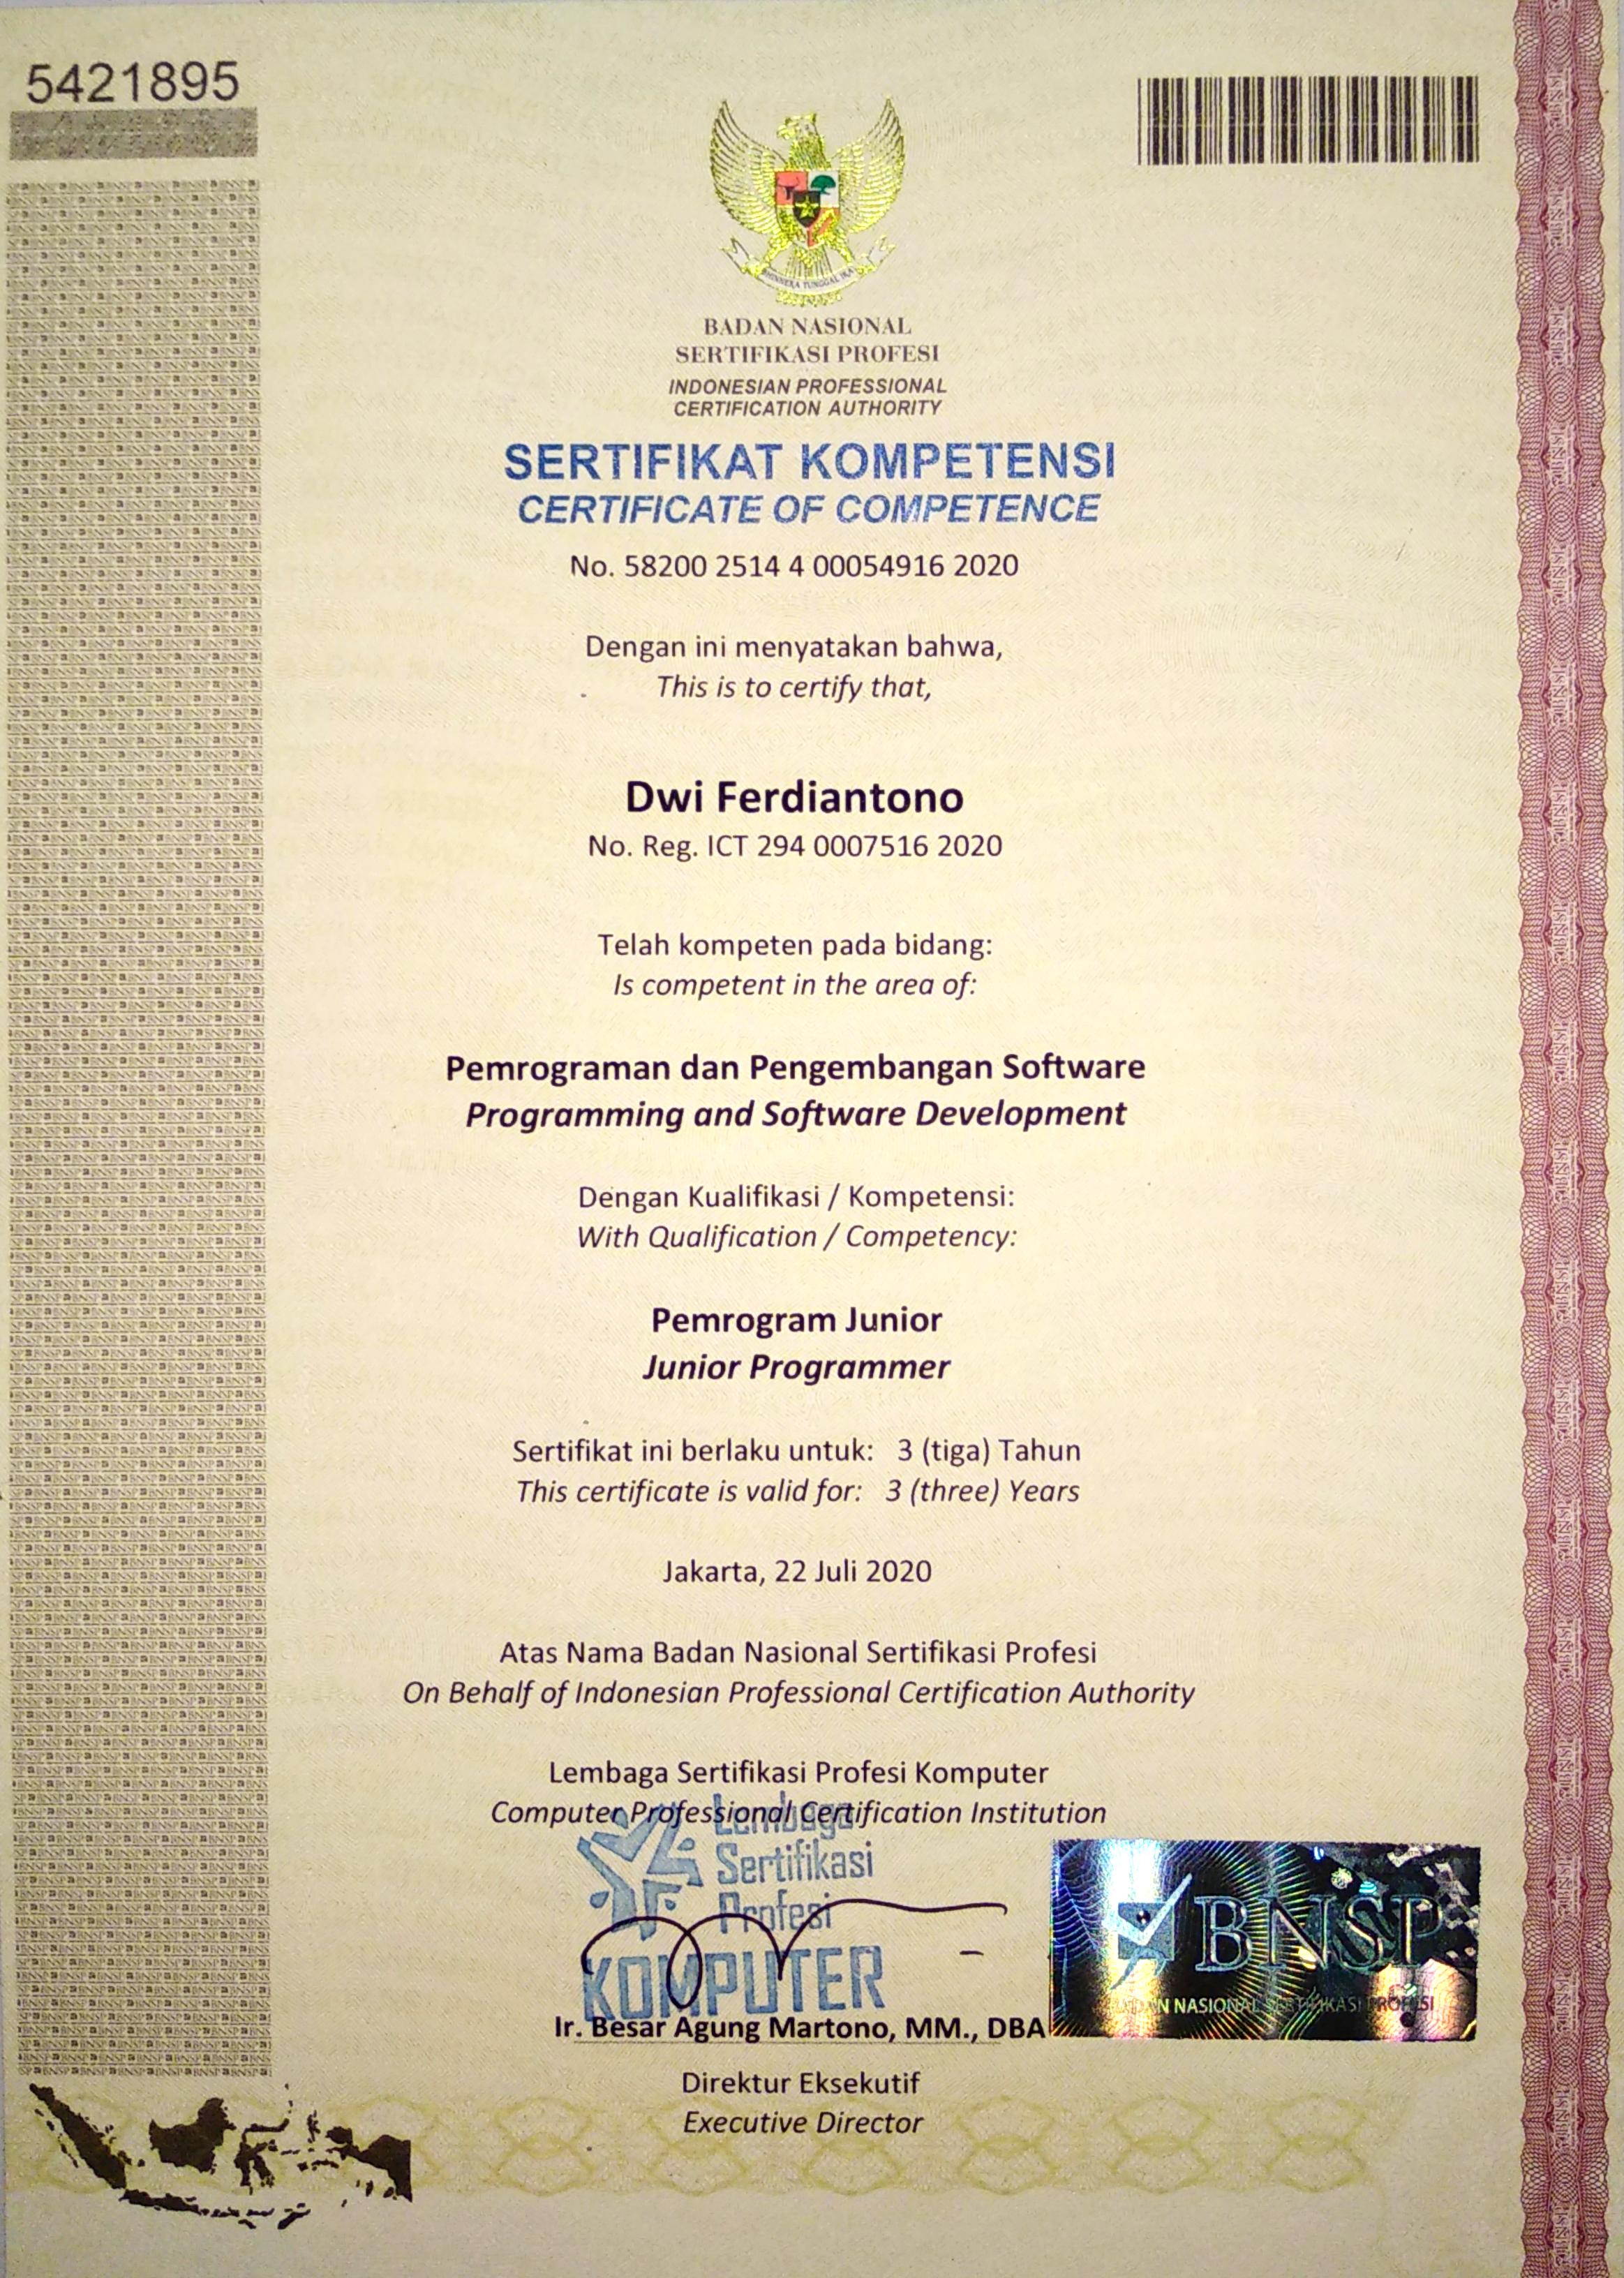 5421895
BHINNEKA TUNGGAL IKA
BADAN NASIONAL
SERTIFIKASI PROFESI
INDONESIAN PROFESSIONAL
CERTIFICATION AUTHORITY
SERTIFIKAT KOMPETENSI
CERTIFICATE OF COMPETENCE
No. 58200 2514 4 00054916 2020
Dengan ini menyatakan bahwa,
This is to certify that,
Dwi Ferdiantono
No. Reg. ICT 294 0007516 2020
Telah kompeten pada bidang:
Is competent in the area of:
Pemrograman dan Pengembangan Software
Programming and Software Development
Dengan Kualifikasi / Kompetensi:
With Qualification / Competency:
Pemrogram Junior
Junior Programmer
Sertifikat ini berlaku untuk: 3 (tiga) Tahun
This certificate is valid for: 3 (three) Years
Jakarta, 22 Juli 2020
Atas Nama Badan Nasional Sertifikasi Profesi
On Behalf of Indonesian Professional Certification Authority
Lembaga Sertifikasi Profesi Komputer
Computer Professional Certification Institution
Lembaga
Sertifikasi
Profesi
KOMPUTER
BNSP
BADAN NASIONAL SERTIFIKASI PROFESI
Ir. Besar Agung Martono, MM., DBA
Direktur Eksekutif
Executive Director